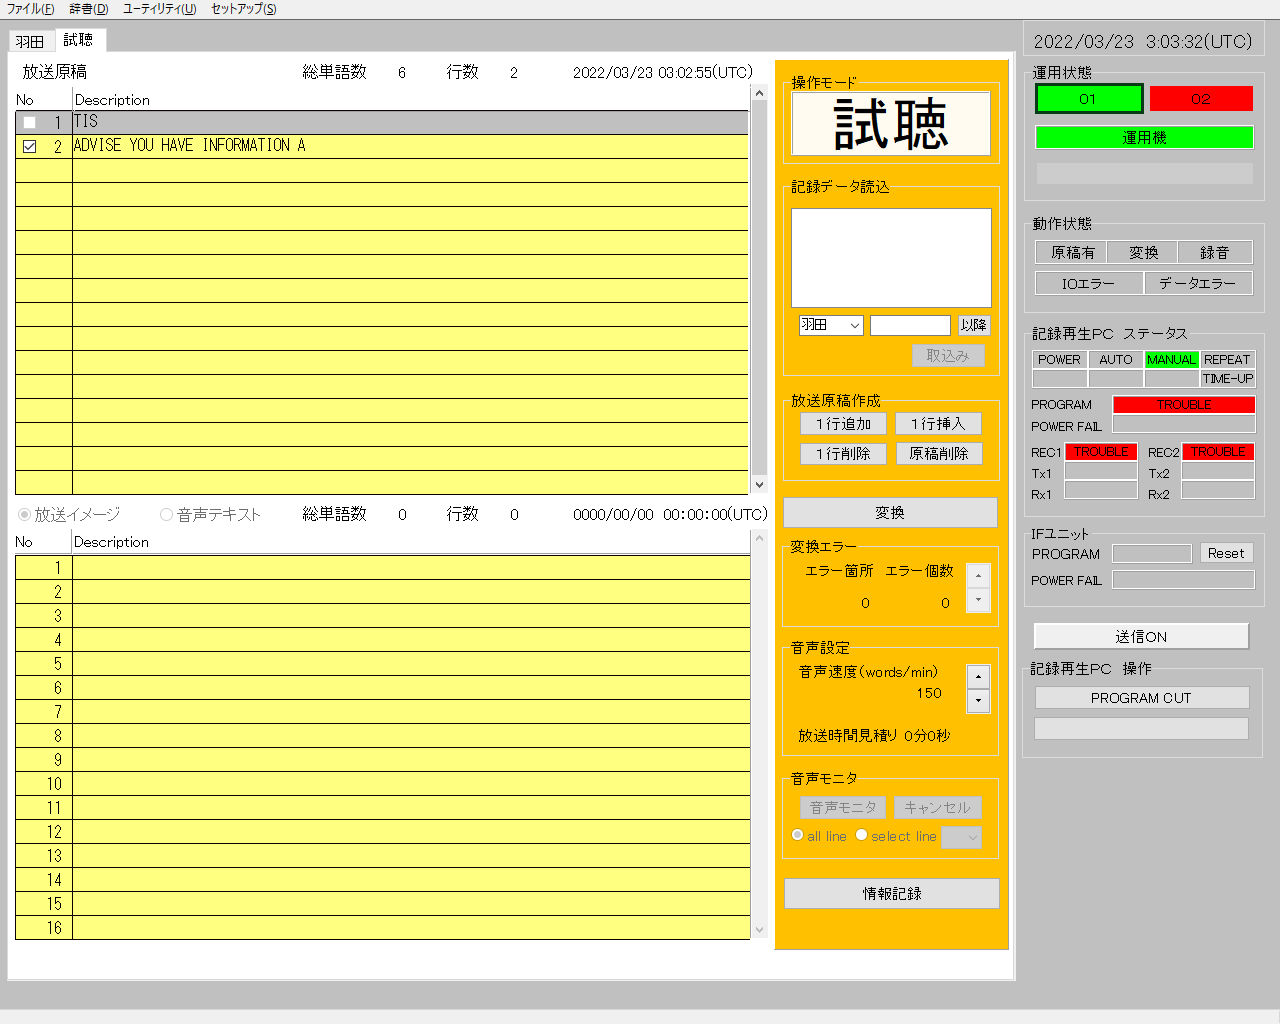 ファイル(F) 辞書(D) ユーティリティ(U) セットアップ(S)
羽田 試聴
放送原稿 総単語数 6 行数 2 2022/03/23 03:02:55(UTC)
No Description
1 TIS
2 ADVISE YOU HAVE INFORMATION A
放送イメージ 音声テキスト 総単語数 0 行数 0 0000/00/00 00:00:00(UTC)
No Description
1
2
3
4
5
6
7
8
9
10
11
12
13
14
15
16
操作モード
試聴
記録データ読込
羽田 以降
取込み
放送原稿作成
1行追加 1行挿入
1行削除 原稿削除
変換
変換エラー
エラー箇所 エラー個数
0 0
音声設定
音声速度(words/min)
150
放送時間見積り 0分0秒
音声モニタ
音声モニタ キャンセル
all line select line
情報記録
2022/03/23 3:03:32(UTC)
運用状態
01 02
運用機
動作状態
原稿有 変換 録音
IOエラー データエラー
記録再生PC ステータス
POWER AUTO MANUAL REPEAT
TIME-UP
PROGRAM TROUBLE
POWER FAIL
REC1 TROUBLE REC2 TROUBLE
Tx1 Tx2
Rx1 Rx2
IFユニット
PROGRAM Reset
POWER FAIL
送信ON
記録再生PC 操作
PROGRAM CUT